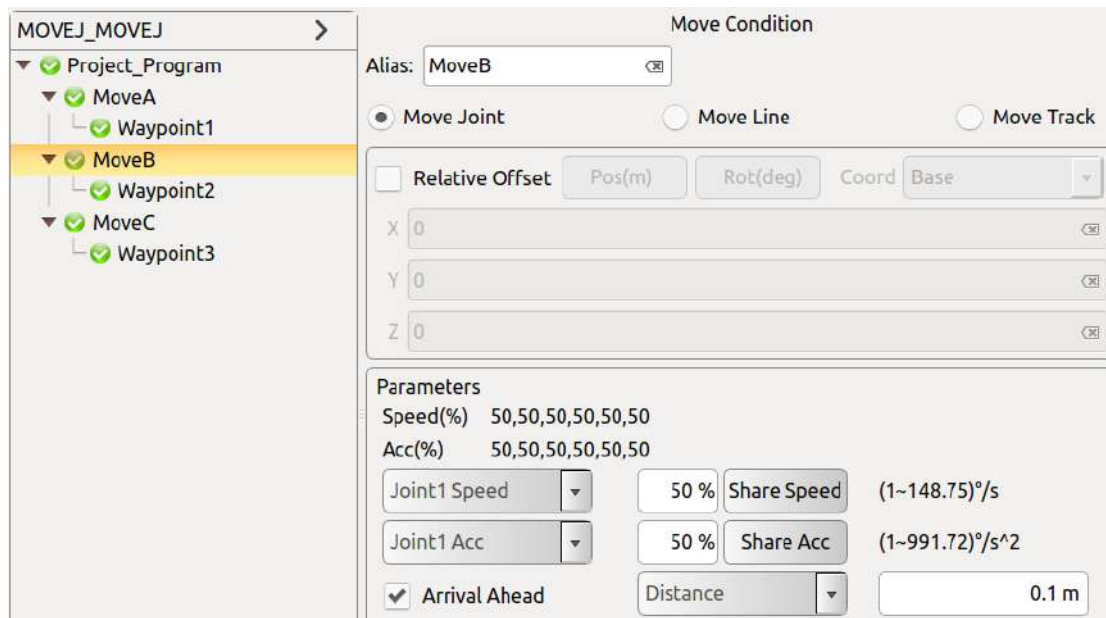 MOVEJ_MOVEJ
Project_Program
MoveA
Waypoint1
MoveB
Waypoint2
MoveC
Waypoint3
Move Condition
Alias: MoveB
Move Joint Move Line Move Track
Relative Offset Pos(m) Rot(deg) Coord Base
X 0
Y 0
Z 0
Parameters
Speed(%) 50,50,50,50,50,50
Acc(%) 50,50,50,50,50,50
Joint1 Speed 50 % Share Speed (1~148.75)°/s
Joint1 Acc 50 % Share Acc (1~991.72)°/s^2
Arrival Ahead Distance 0.1 m